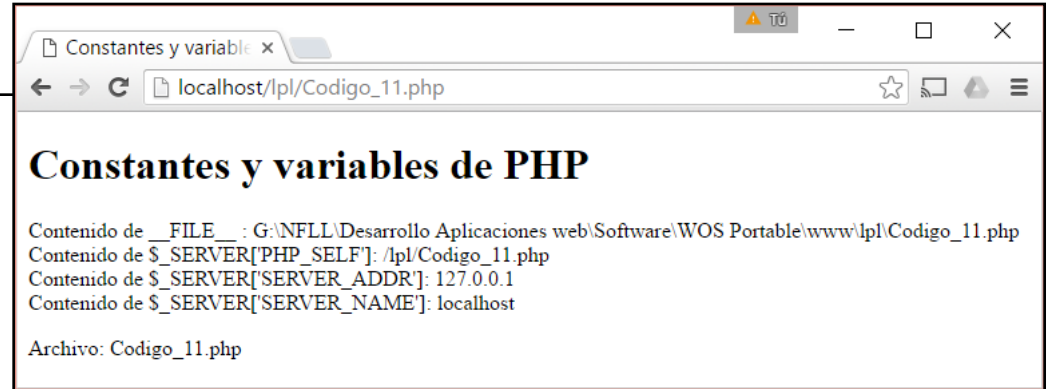 Tú
Constantes y variable
localhost/lpl/Codigo_11.php
Constantes y variables de PHP
Contenido de __FILE__ : G:\NFLL\Desarrollo Aplicaciones web\Software\WOS Portable\www\lpl\Codigo_11.php
Contenido de $_SERVER['PHP_SELF']: /lpl/Codigo_11.php
Contenido de $_SERVER['SERVER_ADDR']: 127.0.0.1
Contenido de $_SERVER['SERVER_NAME']: localhost
Archivo: Codigo_11.php